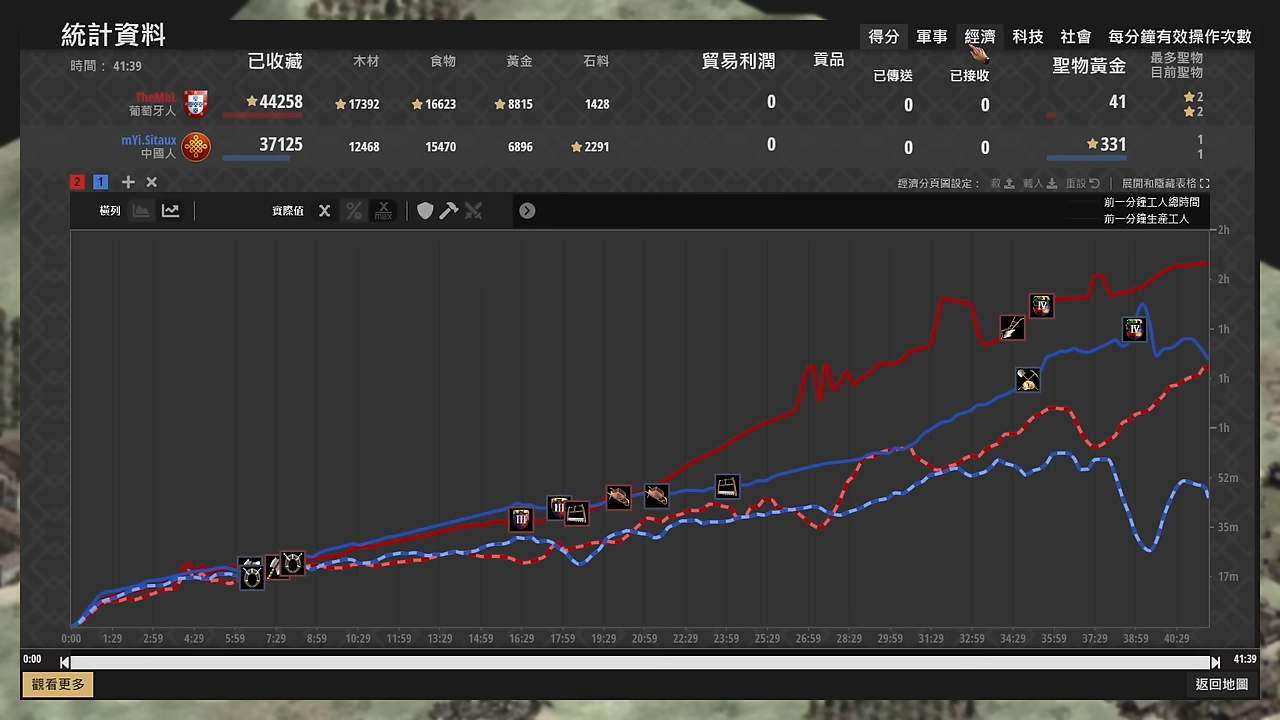 統計資料
得分 軍事 經濟 科技 社會 每分鐘有效操作次數
時間： 41:39
已收藏 木材 食物 黃金 石料 貿易利潤 貢品 已傳送 已接收 聖物黃金 最多聖物 目前聖物
TheMbL
葡萄牙人
44258 17392 16623 8815 1428 0 0 0 41 2 2
mYi.Sitaux
中國人
37125 12468 15470 6896 2291 0 0 0 331 1 1
2 1
經濟分頁圖設定： 載入 重設 展開和隱藏表格
橫列 實際值 X % X max
前一分鐘工人總時間
前一分鐘生產工人
2h
2h
1h
1h
1h
52m
35m
17m
III III IV IV
0:00 1:29 2:59 4:29 5:59 7:29 8:59 10:29 11:59 13:29 14:59 16:29 17:59 19:29 20:59 22:29 23:59 25:29 26:59 28:29 29:59 31:29 32:59 34:29 35:59 37:29 38:59 40:29
0:00 41:39
觀看更多 返回地圖